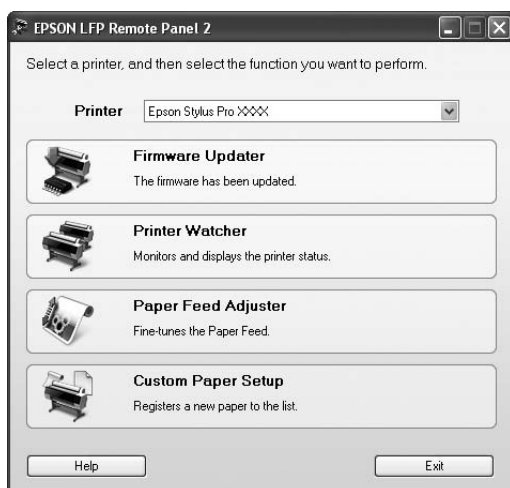 EPSON LFP Remote Panel 2
Select a printer, and then select the function you want to perform.
Printer Epson Stylus Pro XXXX
Firmware Updater
The firmware has been updated.
Printer Watcher
Monitors and displays the printer status.
Paper Feed Adjuster
Fine-tunes the Paper Feed.
Custom Paper Setup
Registers a new paper to the list.
Help Exit